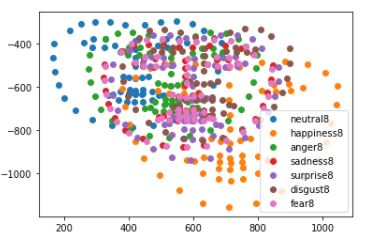 −400
−600
−800
−1000
200
400
600
800
1000
neutral8
happiness8
anger8
sadness8
surprise8
disgust8
fear8